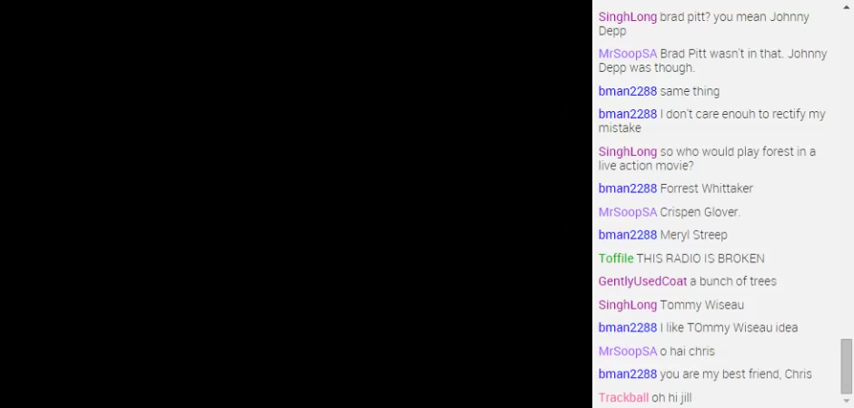 SinghLong brad pitt? you mean Johnny
Depp
MrSoopSA Brad Pitt wasn't in that. Johnny
Depp was though.
bman2288 same thing
bman2288 I don't care enouh to rectify my
mistake
SinghLong so who would play forest in a
live action movie?
bman2288 Forrest Whittaker
MrSoopSA Crispen Glover.
bman2288 Meryl Streep
Toffile THIS RADIO IS BROKEN
GentlyUsedCoat a bunch of trees
SinghLong Tommy Wiseau
bman2288 I like TOmmy Wiseau idea
MrSoopSA o hai chris
bman2288 you are my best friend, Chris
Trackball oh hi jill